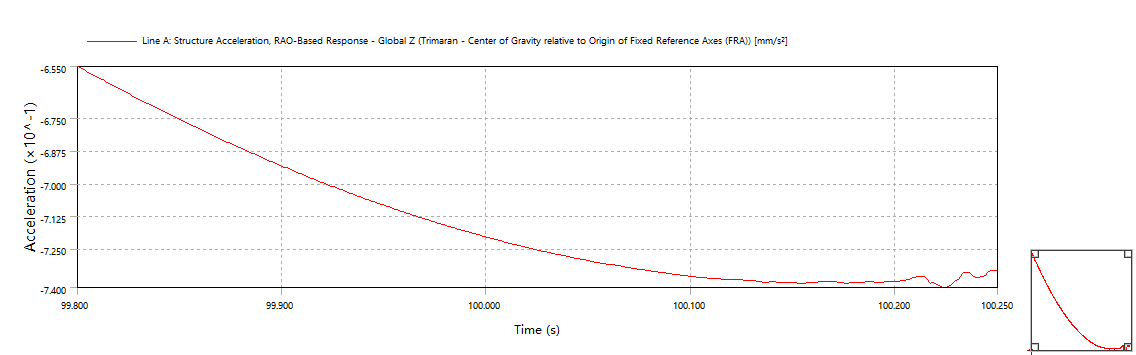 Line A: Structure Acceleration, RAO-Based Response - Global Z (Trimaran - Center of Gravity relative to Origin of Fixed Reference Axes (FRA)) [mm/s²]
Acceleration (×10^-1)
-6.550
-6.750
-6.875
-7.000
-7.125
-7.250
-7.400
99.800 99.900 100.000 100.100 100.200 100.250
Time (s)